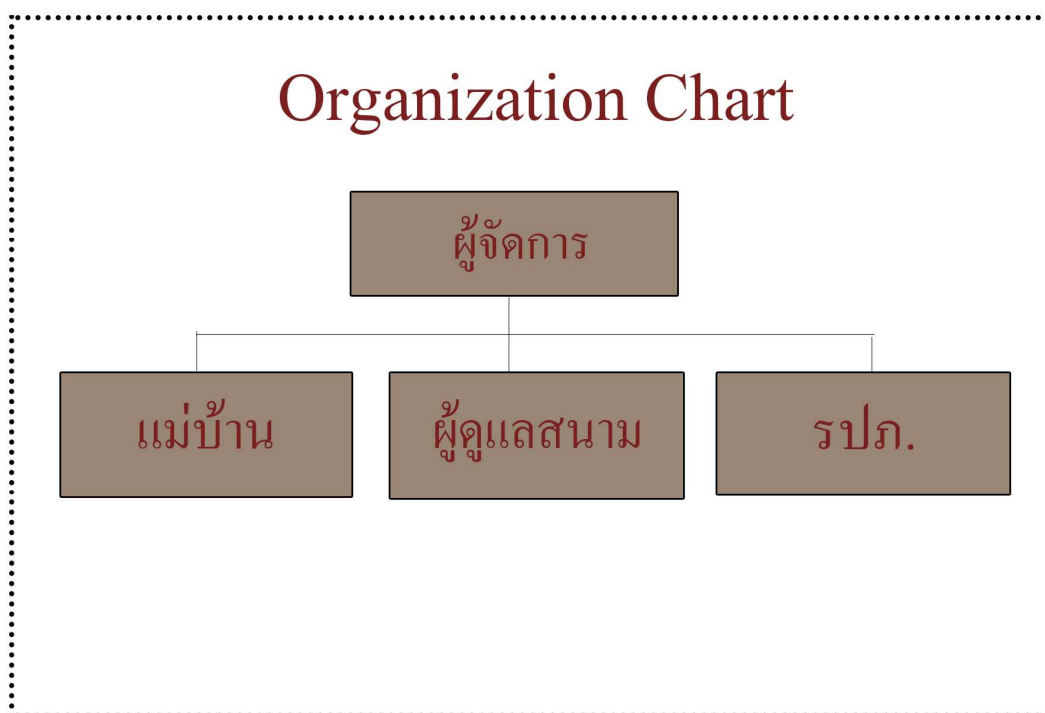 Organization Chart
ผู้จัดการ
แม่บ้าน
ผู้ดูแลสนาม
รปภ.